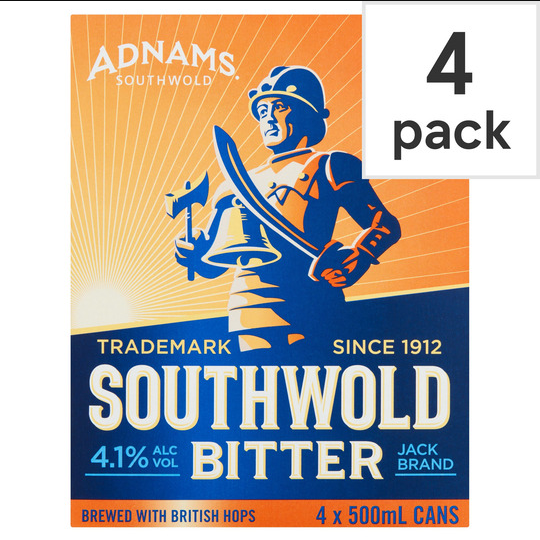 ADNAMS
SOUTHWOLD
4
pack
TRADEMARK SINCE 1912
SOUTHWOLD
4.1% ALC VOL
BITTER
JACK BRAND
BREWED WITH BRITISH HOPS
4 x 500mL CANS